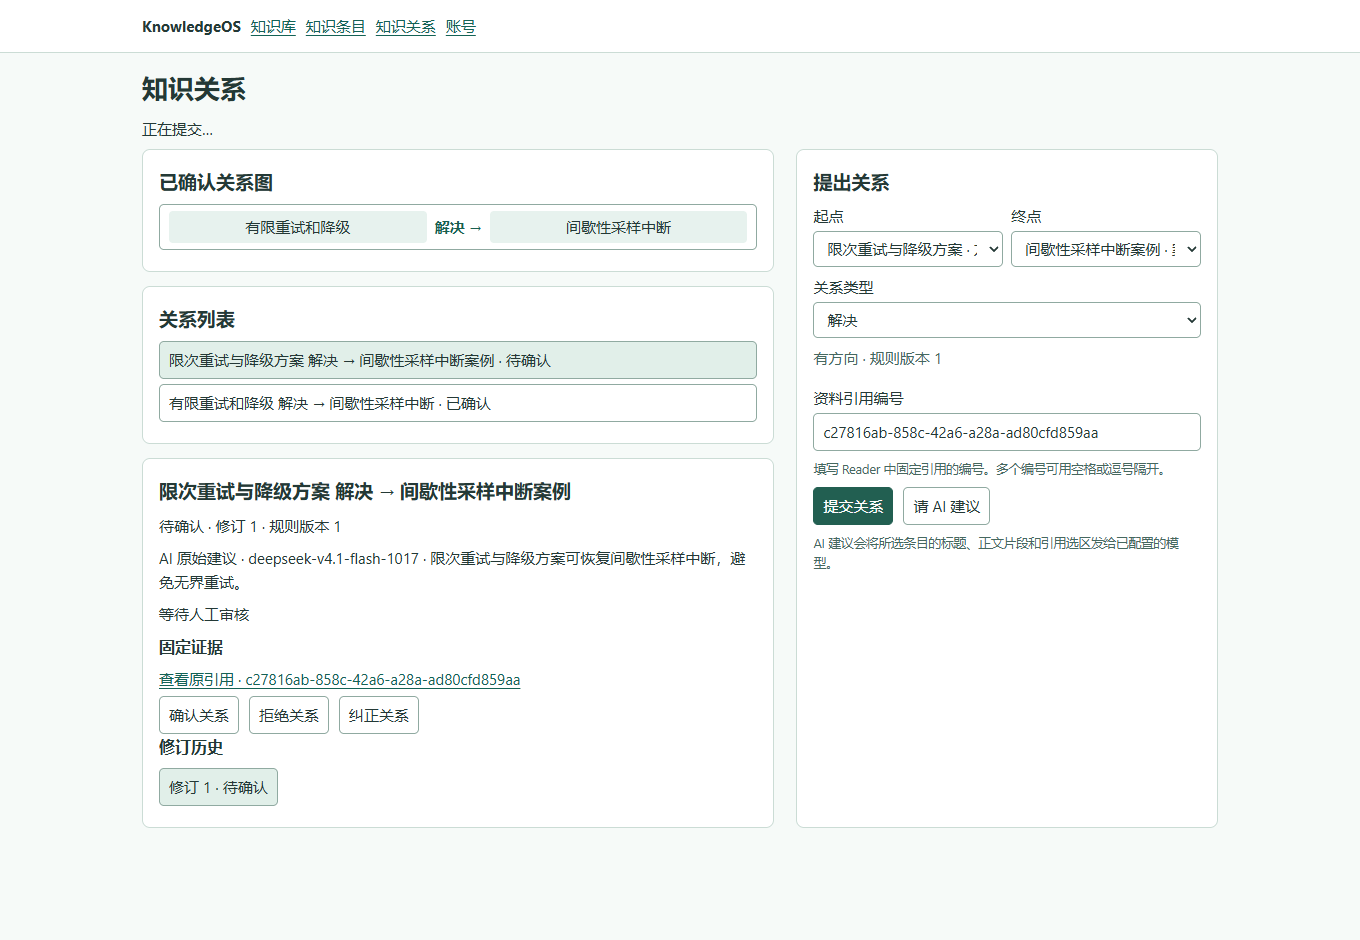 KnowledgeOS 知识库 知识条目 知识关系 账号
知识关系
正在提交...
已确认关系图
有限重试和降级 解决 → 间歇性采样中断
关系列表
限次重试与降级方案 解决 → 间歇性采样中断案例 · 待确认
有限重试和降级 解决 → 间歇性采样中断 · 已确认
限次重试与降级方案 解决 → 间歇性采样中断案例
待确认 · 修订 1 · 规则版本 1
AI 原始建议 · deepseek-v4.1-flash-1017 · 限次重试与降级方案可恢复间歇性采样中断，避
免无界重试。
等待人工审核
固定证据
查看原引用 · c27816ab-858c-42a6-a28a-ad80cfd859aa
确认关系 拒绝关系 纠正关系
修订历史
修订 1 · 待确认
提出关系
起点 终点
限次重试与降级方案 · 间歇性采样中断案例 ·
关系类型
解决
有方向 · 规则版本 1
资料引用编号
c27816ab-858c-42a6-a28a-ad80cfd859aa
填写 Reader 中固定引用的编号。多个编号可用空格或逗号隔开。
提交关系 请 AI 建议
AI 建议会将所选条目的标题、正文片段和引用选区发给已配置的模
型。